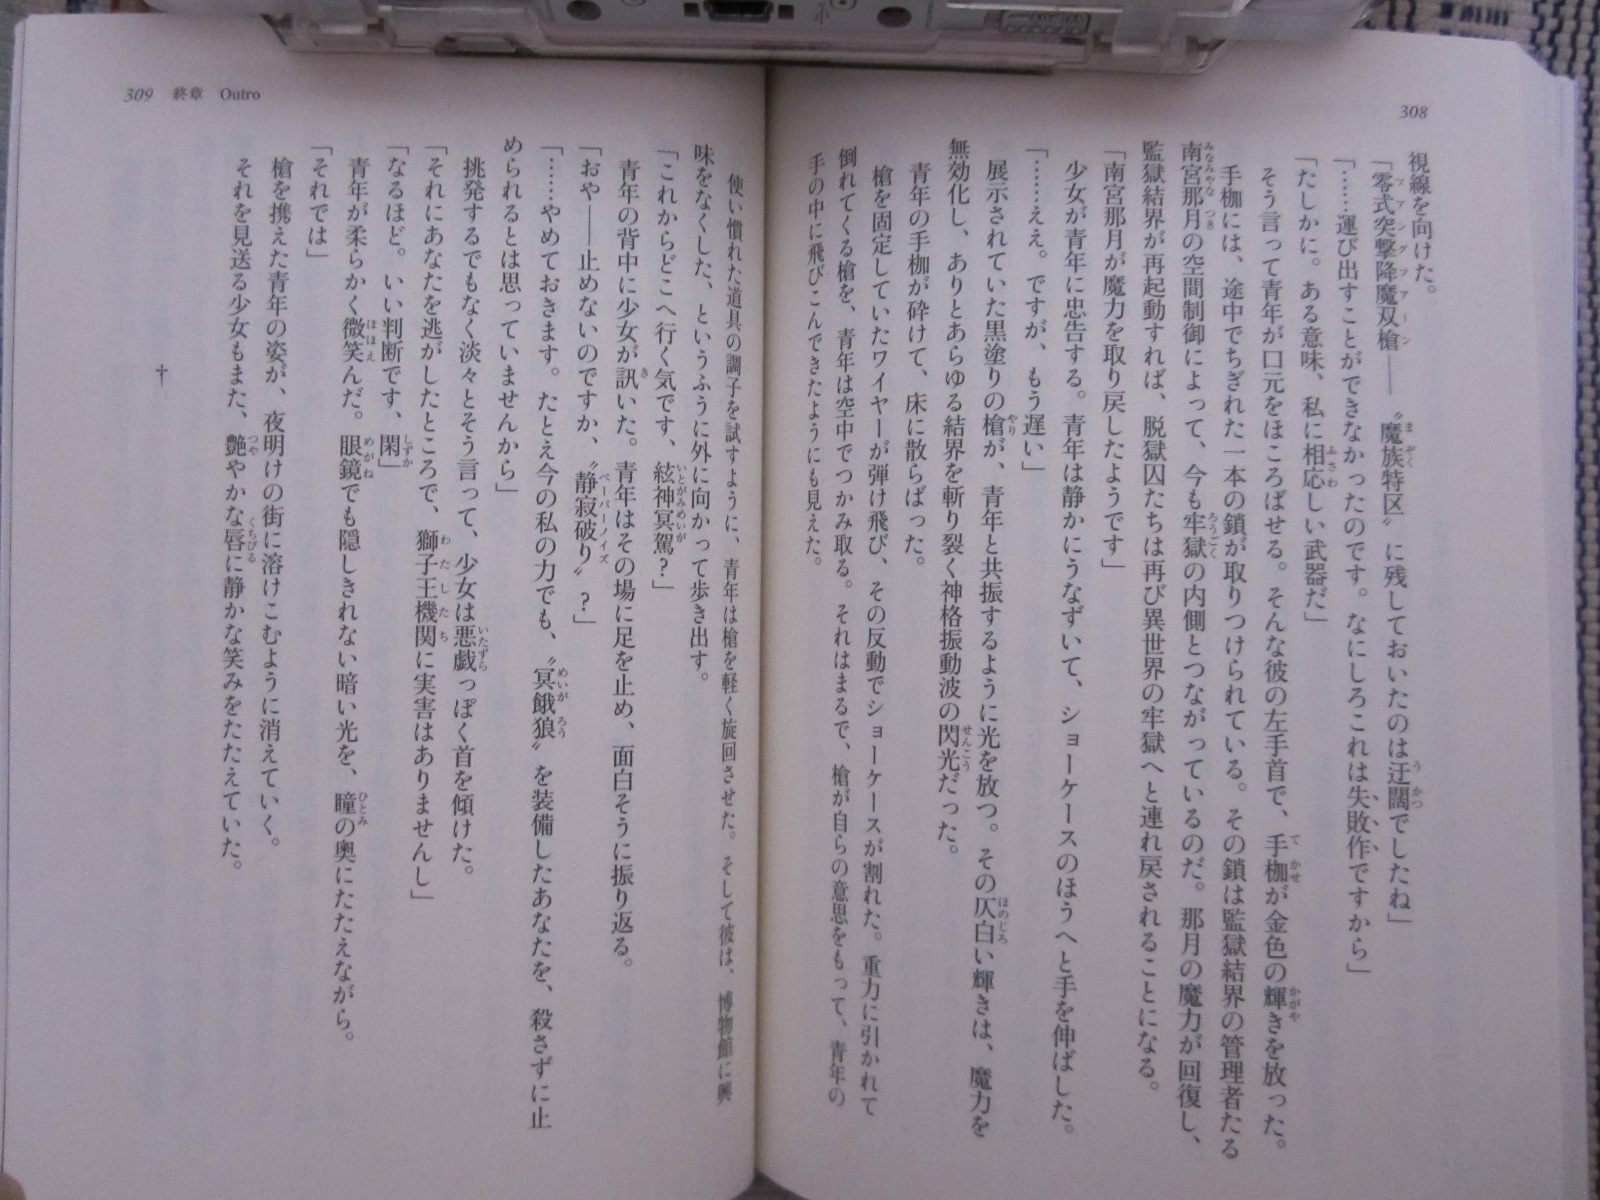 308
視線を向けた。
「零式突撃降魔双槍――〝魔族特区〟に残しておいたのは迂闊でしたね」
「……運び出すことができなかったのです。なにしろこれは失敗作ですから」
「たしかに。ある意味、私に相応しい武器だ」
そう言って青年が口元をほころばせる。そんな彼の左手首で、手枷が金色の輝きを放った。
手枷には、途中でちぎれた一本の鎖が取りつけられている。その鎖は監獄結界の管理者たる
南宮那月の空間制御によって、今も牢獄の内側とつながっているのだ。那月の魔力が回復し、
監獄結界が再起動すれば、脱獄囚たちは再び異世界の牢獄へと連れ戻されることになる。
「南宮那月が魔力を取り戻したようです」
少女が青年に忠告する。青年は静かにうなずいて、ショーケースのほうへと手を伸ばした。
「……ええ。ですが、もう遅い」
展示されていた黒塗りの槍が、青年と共振するように光を放つ。その仄白い輝きは、魔力を
無効化し、ありとあらゆる結界を斬り裂く神格振動波の閃光だった。
青年の手枷が砕けて、床に散らばった。
槍を固定していたワイヤーが弾け飛び、その反動でショーケースが割れた。重力に引かれて
倒れてくる槍を、青年は空中でつかみ取る。それはまるで、槍が自らの意思をもって、青年の
手の中に飛びこんできたようにも見えた。
309 終章 Outro
使い慣れた道具の調子を試すように、青年は槍を軽く旋回させた。そして彼は、博物館に興
味をなくした、というふうに外に向かって歩き出す。
「これからどこへ行く気です、絃神冥駕？」
青年の背中に少女が訊いた。青年はその場に足を止め、面白そうに振り返る。
「おや――止めないのですか、〝静寂破り〟？」
「……やめておきます。たとえ今の私の力でも、〝冥餓狼〟を装備したあなたを、殺さずに止
められるとは思っていませんから」
挑発するでもなく淡々とそう言って、少女は悪戯っぽく首を傾けた。
「それにあなたを逃がしたところで、獅子王機関に実害はありませんし」
「なるほど。いい判断です、閑」
青年が柔らかく微笑んだ。眼鏡でも隠しきれない暗い光を、瞳の奥にたたえながら。
「それでは」
槍を携えた青年の姿が、夜明けの街に溶けこむように消えていく。
それを見送る少女もまた、艶やかな唇に静かな笑みをたたえていた。
†